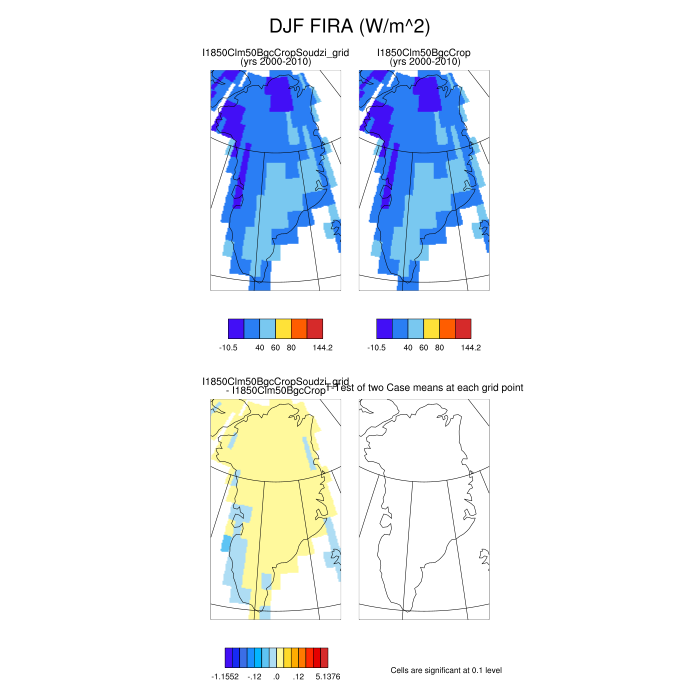 DJF FIRA (W/m^2)
I1850Clm50BgcCropSoudzi_grid
(yrs 2000-2010)
I1850Clm50BgcCrop
(yrs 2000-2010)
-10.5 40 60 80 144.2
-10.5 40 60 80 144.2
I1850Clm50BgcCropSoudzi_grid
- I1850Clm50BgcCrop
T-Test of two Case means at each grid point
-1.1552 -.12 .0 .12 5.1376
Cells are significant at 0.1 level